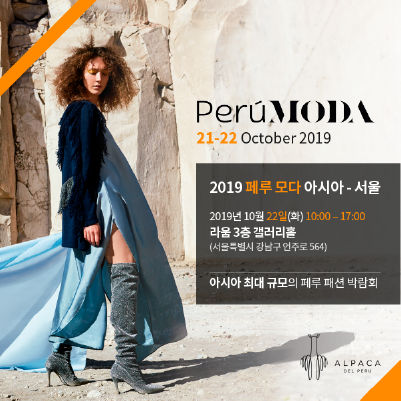 PerúMODA
21-22 October 2019
2019 페루 모다 아시아 - 서울
2019년 10월 22일(화) 10:00 – 17:00
라움 3층 갤러리홀
(서울특별시 강남구 언주로 564)
아시아 최대 규모의 페루 패션 박람회
ALPACA
DEL PERU